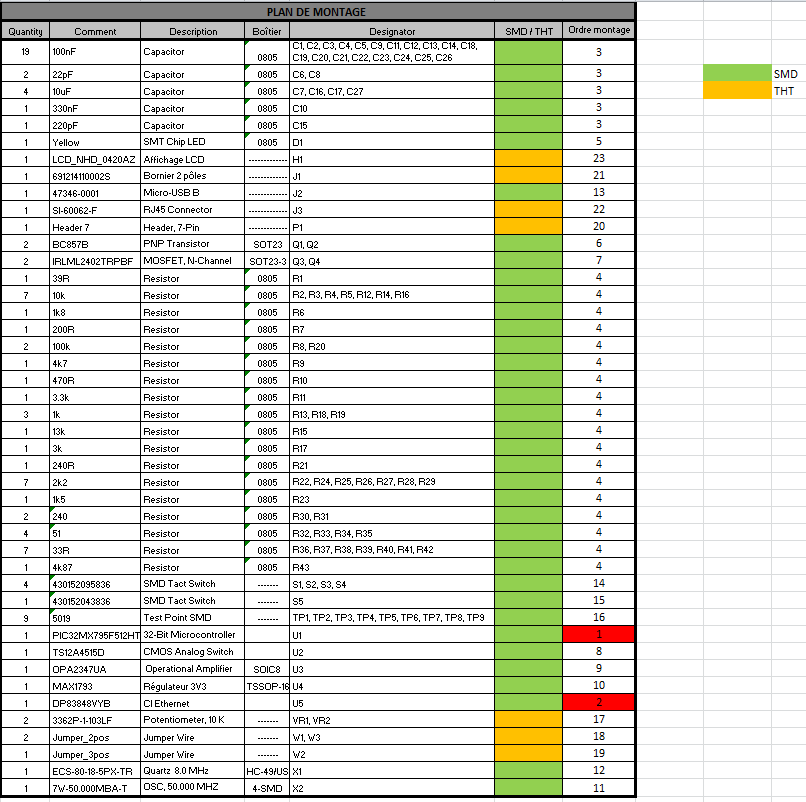 PLAN DE MONTAGE
Quantity Comment Description Boîtier Designator SMD / THT Ordre montage
19 100nF Capacitor 0805 C1, C2, C3, C4, C5, C9, C11, C12, C13, C14, C18, C19, C20, C21, C22, C23, C24, C25, C26 3
2 22pF Capacitor 0805 C6, C8 3 SMD
4 10uF Capacitor 0805 C7, C16, C17, C27 3 THT
1 330nF Capacitor 0805 C10 3
1 220pF Capacitor 0805 C15 3
1 Yellow SMT Chip LED 0805 D1 5
1 LCD_NHD_0420AZ Affichage LCD ------------- H1 23
1 691214110002S Bornier 2 pôles ------------- J1 21
1 47346-0001 Micro-USB B ------------- J2 13
1 SI-60062-F RJ45 Connector ------------- J3 22
1 Header 7 Header, 7-Pin ------------- P1 20
2 BC857B PNP Transistor SOT23 Q1, Q2 6
2 IRLML2402TRPBF MOSFET, N-Channel SOT23-3 Q3, Q4 7
1 39R Resistor 0805 R1 4
7 10k Resistor 0805 R2, R3, R4, R5, R12, R14, R16 4
1 1k8 Resistor 0805 R6 4
1 200R Resistor 0805 R7 4
2 100k Resistor 0805 R8, R20 4
1 4k7 Resistor 0805 R9 4
1 470R Resistor 0805 R10 4
1 3.3k Resistor 0805 R11 4
3 1k Resistor 0805 R13, R18, R19 4
1 13k Resistor 0805 R15 4
1 3k Resistor 0805 R17 4
1 240R Resistor 0805 R21 4
7 2k2 Resistor 0805 R22, R24, R25, R26, R27, R28, R29 4
1 1k5 Resistor 0805 R23 4
2 240 Resistor 0805 R30, R31 4
4 51 Resistor 0805 R32, R33, R34, R35 4
7 33R Resistor 0805 R36, R37, R38, R39, R40, R41, R42 4
1 4k87 Resistor 0805 R43 4
4 430152095836 SMD Tact Switch ------- S1, S2, S3, S4 14
1 430152043836 SMD Tact Switch ------- S5 15
9 5019 Test Point SMD ------- TP1, TP2, TP3, TP4, TP5, TP6, TP7, TP8, TP9 16
1 PIC32MX795F512HT 32-Bit Microcontroller U1 1
1 TS12A4515D CMOS Analog Switch U2 8
1 OPA2347UA Operational Amplifier SOIC8 U3 9
1 MAX1793 Régulateur 3V3 TSSOP-16 U4 10
1 DP83848VYB CI Ethernet U5 2
2 3362P-1-103LF Potentiometer, 10 K ------- VR1, VR2 17
2 Jumper_2pos Jumper Wire ------- W1, W3 18
1 Jumper_3pos Jumper Wire ------- W2 19
1 ECS-80-18-5PX-TR Quartz 8.0 MHz HC-49/US X1 12
1 7W-50.000MBA-T OSC, 50.000 MHZ 4-SMD X2 11